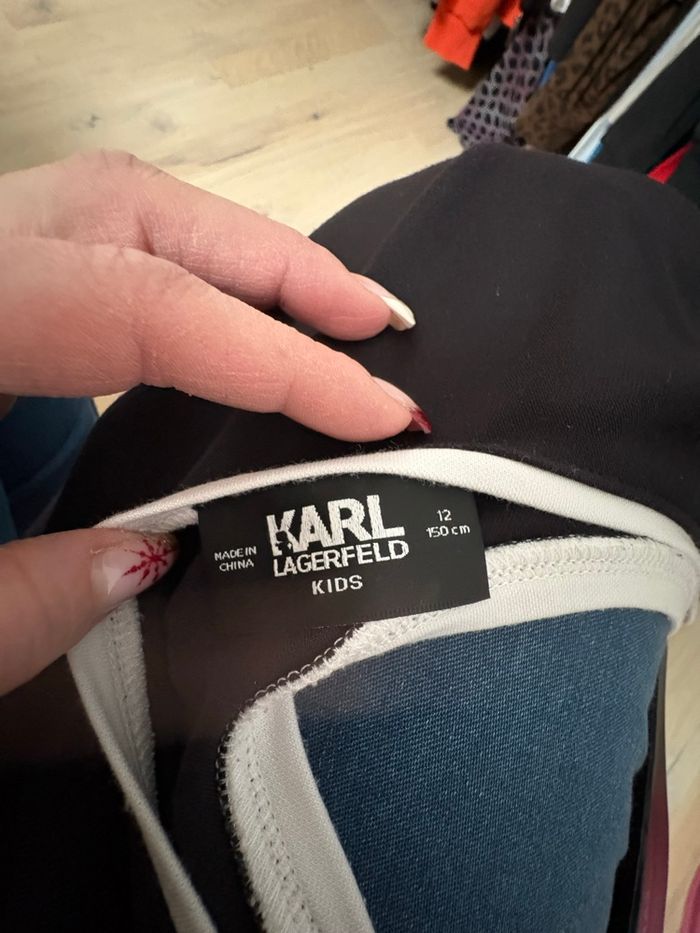 MADE IN
CHINA
KARL
LAGERFELD
KIDS
12
150 cm